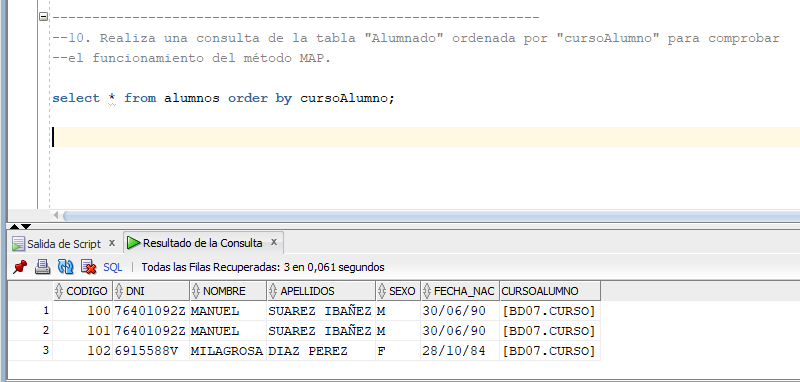 --------------------------------------------------------------
--10. Realiza una consulta de la tabla "Alumnado" ordenada por "cursoAlumno" para comprobar
--el funcionamiento del método MAP.
select * from alumnos order by cursoAlumno;
Salida de Script x Resultado de la Consulta x
SQL | Todas las Filas Recuperadas: 3 en 0,061 segundos
CODIGO DNI NOMBRE APELLIDOS SEXO FECHA_NAC CURSOALUMNO
1 100 76401092Z MANUEL SUAREZ IBAÑEZ M 30/06/90 [BD07.CURSO]
2 101 76401092Z MANUEL SUAREZ IBAÑEZ M 30/06/90 [BD07.CURSO]
3 102 6915588V MILAGROSA DIAZ PEREZ F 28/10/84 [BD07.CURSO]